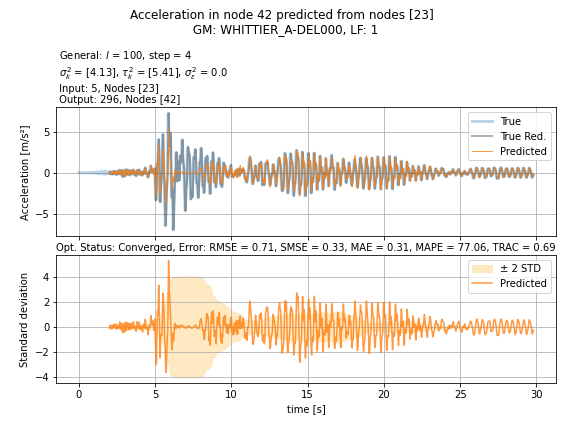 Acceleration in node 42 predicted from nodes [23]
GM: WHITTIER_A-DEL000, LF: 1
General: l = 100, step = 4
σ²ₖ = [4.13], τ²ₖ = [5.41], σ²ε = 0.0
Input: 5, Nodes [23]
Output: 296, Nodes [42]
True
True Red.
Predicted
Acceleration [m/s²]
5
0
−5
Opt. Status: Converged, Error: RMSE = 0.71, SMSE = 0.33, MAE = 0.31, MAPE = 77.06, TRAC = 0.69
± 2 STD
Predicted
Standard deviation
4
2
0
−2
−4
0 5 10 15 20 25 30
time [s]